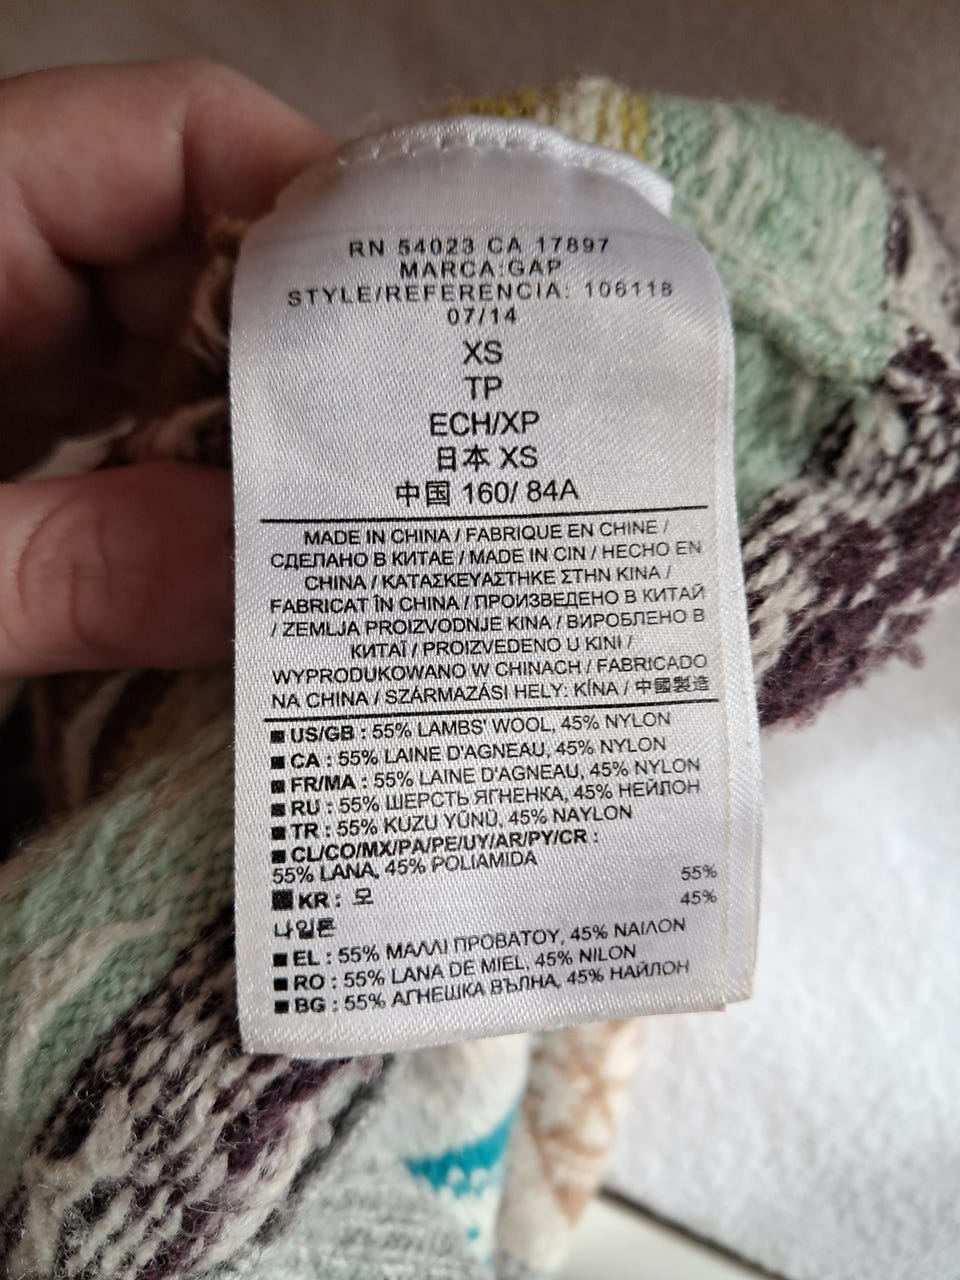 RN 54023 CA 17897
MARCA:GAP
STYLE/REFERENCIA: 106118
07/14
XS
TP
ECH/XP
日本 XS
中国 160/ 84A
MADE IN CHINA / FABRIQUE EN CHINE /
СДЕЛАНО В КИТАЕ / MADE IN CIN / HECHO EN
CHINA / ΚΑΤΑΣΚΕΥΑΣΤΗΚΕ ΣΤΗΝ ΚΙΝΑ /
FABRICAT ÎN CHINA / ПРОИЗВЕДЕНО В КИТАЙ
/ ZEMLJA PROIZVODNJE KINA / ВИРОБЛЕНО В
КИТАЇ / PROIZVEDENO U KINI /
WYPRODUKOWANO W CHINACH / FABRICADO
NA CHINA / SZÁRMAZÁSI HELY: KÍNA / 中國製造
■ US/GB : 55% LAMBS' WOOL, 45% NYLON
■ CA : 55% LAINE D'AGNEAU, 45% NYLON
■ FR/MA : 55% LAINE D'AGNEAU, 45% NYLON
■ RU : 55% ШЕРСТЬ ЯГНЕНКА, 45% НЕЙЛОН
■ TR : 55% KUZU YÜNÜ, 45% NAYLON
■ CL/CO/MX/PA/PE/UY/AR/PY/CR :
55% LANA, 45% POLIAMIDA
■ KR : 모 55%
나일론 45%
■ EL : 55% ΜΑΛΛΙ ΠΡΟΒΑΤΟΥ, 45% ΝΑΙΛΟΝ
■ RO : 55% LANA DE MIEL, 45% NILON
■ BG : 55% АГНЕШКА ВЪЛНА, 45% НАЙЛОН